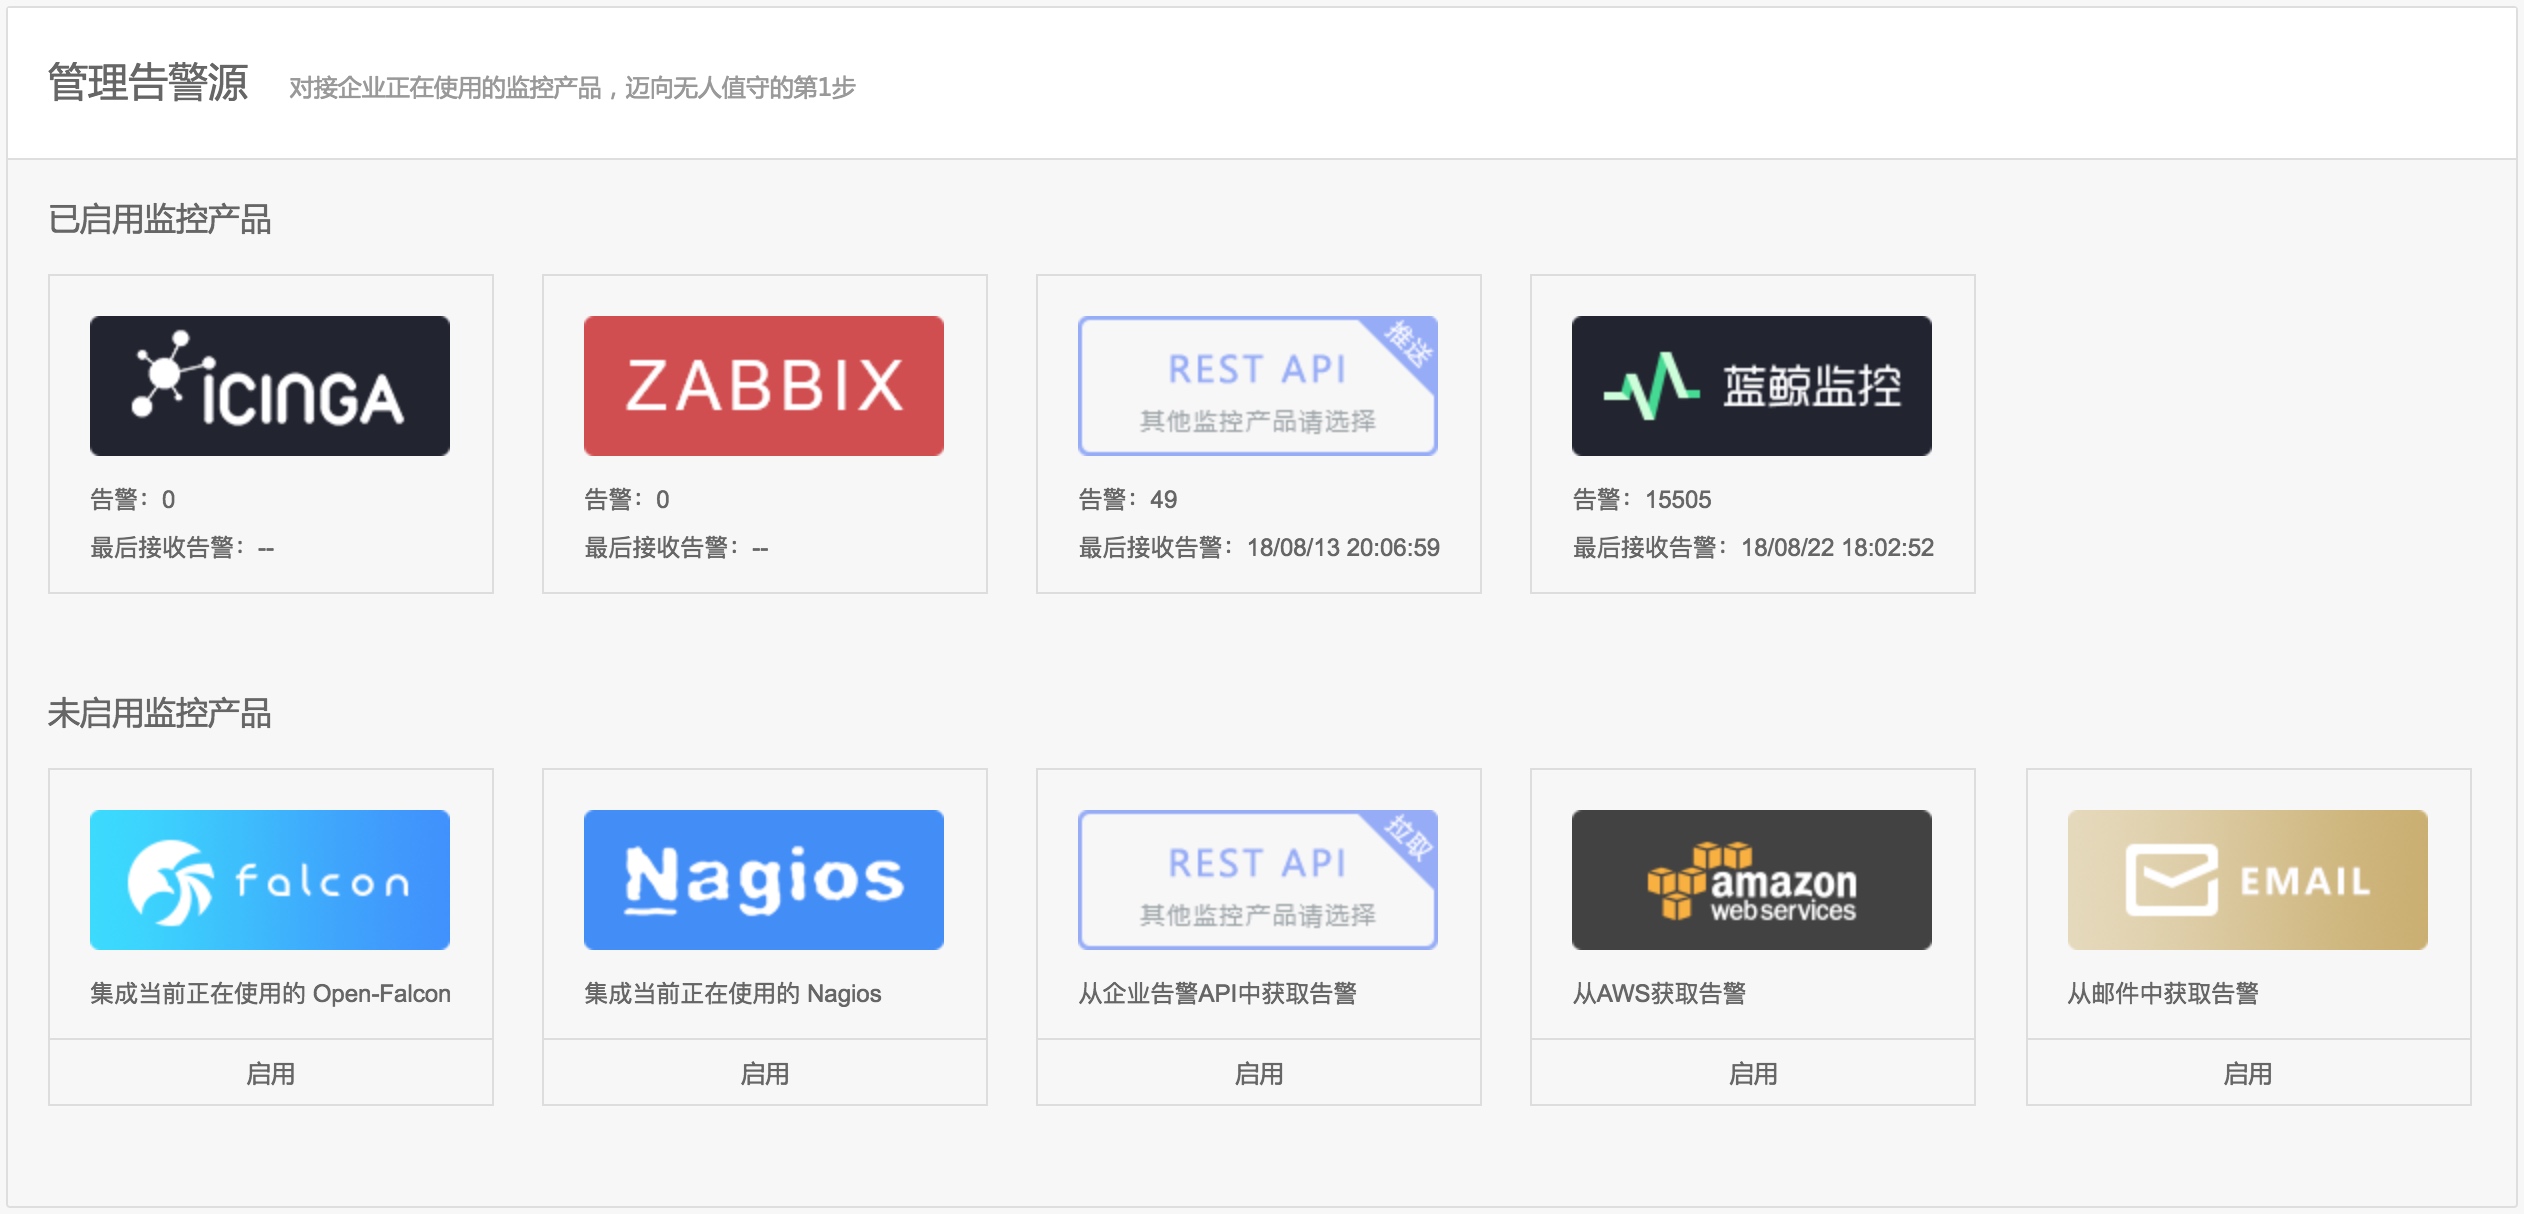 管理告警源 对接企业正在使用的监控产品，迈向无人值守的第1步
已启用监控产品
ICINGA
告警：0
最后接收告警：--
ZABBIX
告警：0
最后接收告警：--
推送
REST API
其他监控产品请选择
告警：49
最后接收告警：18/08/13 20:06:59
蓝鲸监控
告警：15505
最后接收告警：18/08/22 18:02:52
未启用监控产品
falcon
集成当前正在使用的 Open-Falcon
启用
Nagios
集成当前正在使用的 Nagios
启用
拉取
REST API
其他监控产品请选择
从企业告警API中获取告警
启用
amazon
web services
从AWS获取告警
启用
EMAIL
从邮件中获取告警
启用